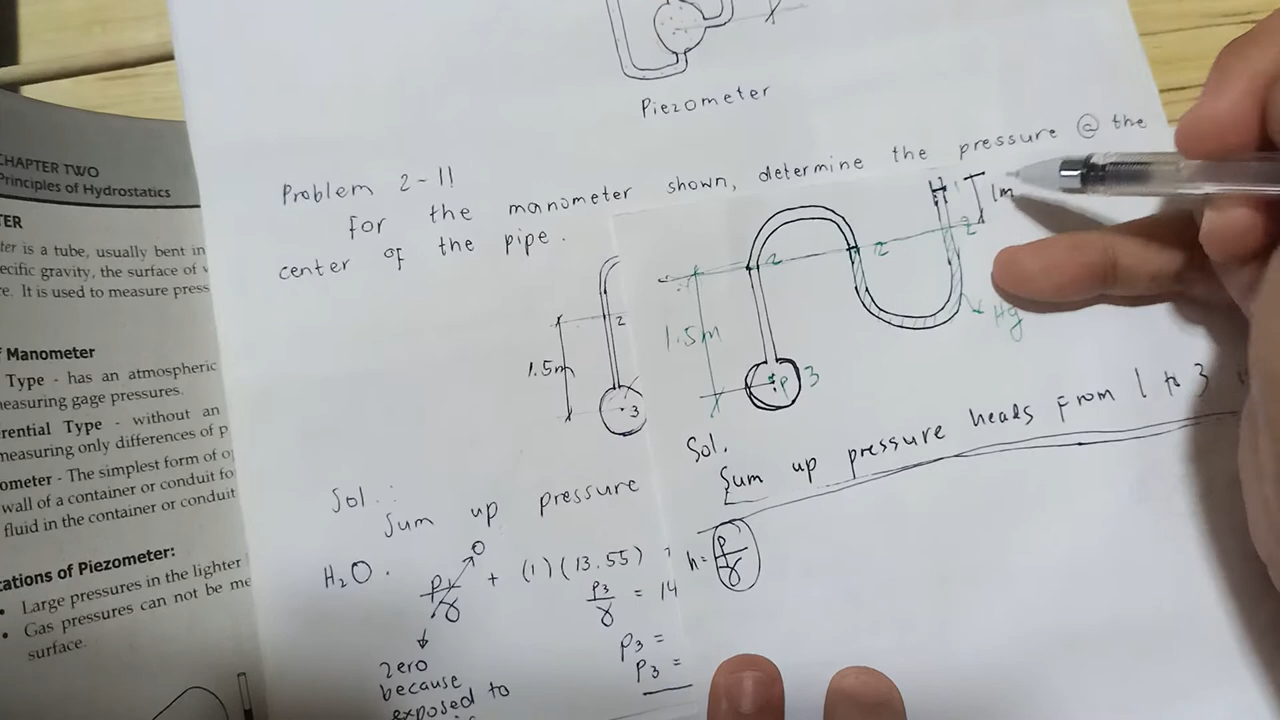 Piezometer
Problem 2-11
For the manometer shown, determine the pressure @ the
center of the pipe.
1m
1
2
2
2
2
1.5m
1.5m
Hg
3
P 3
Sol.:
Sum up pressure
H₂O.
P1/γ → 0 + (1)(13.55)
P3/γ = 14
P3 =
P3 =
zero
because
exposed to
Sol.
Sum up pressure heads from 1 to 3
h = P/γ
CHAPTER TWO
Principles of Hydrostatics
TER
ter is a tube, usually bent in
ecific gravity, the surface of
e. It is used to measure press
Manometer
Type - has an atmospheric
easuring gage pressures.
rential Type - without an
measuring only differences of p
ometer - The simplest form of
wall of a container or conduit
fluid in the container or conduit
ations of Piezometer:
• Large pressures in the lighter
• Gas pressures can not be me
surface.